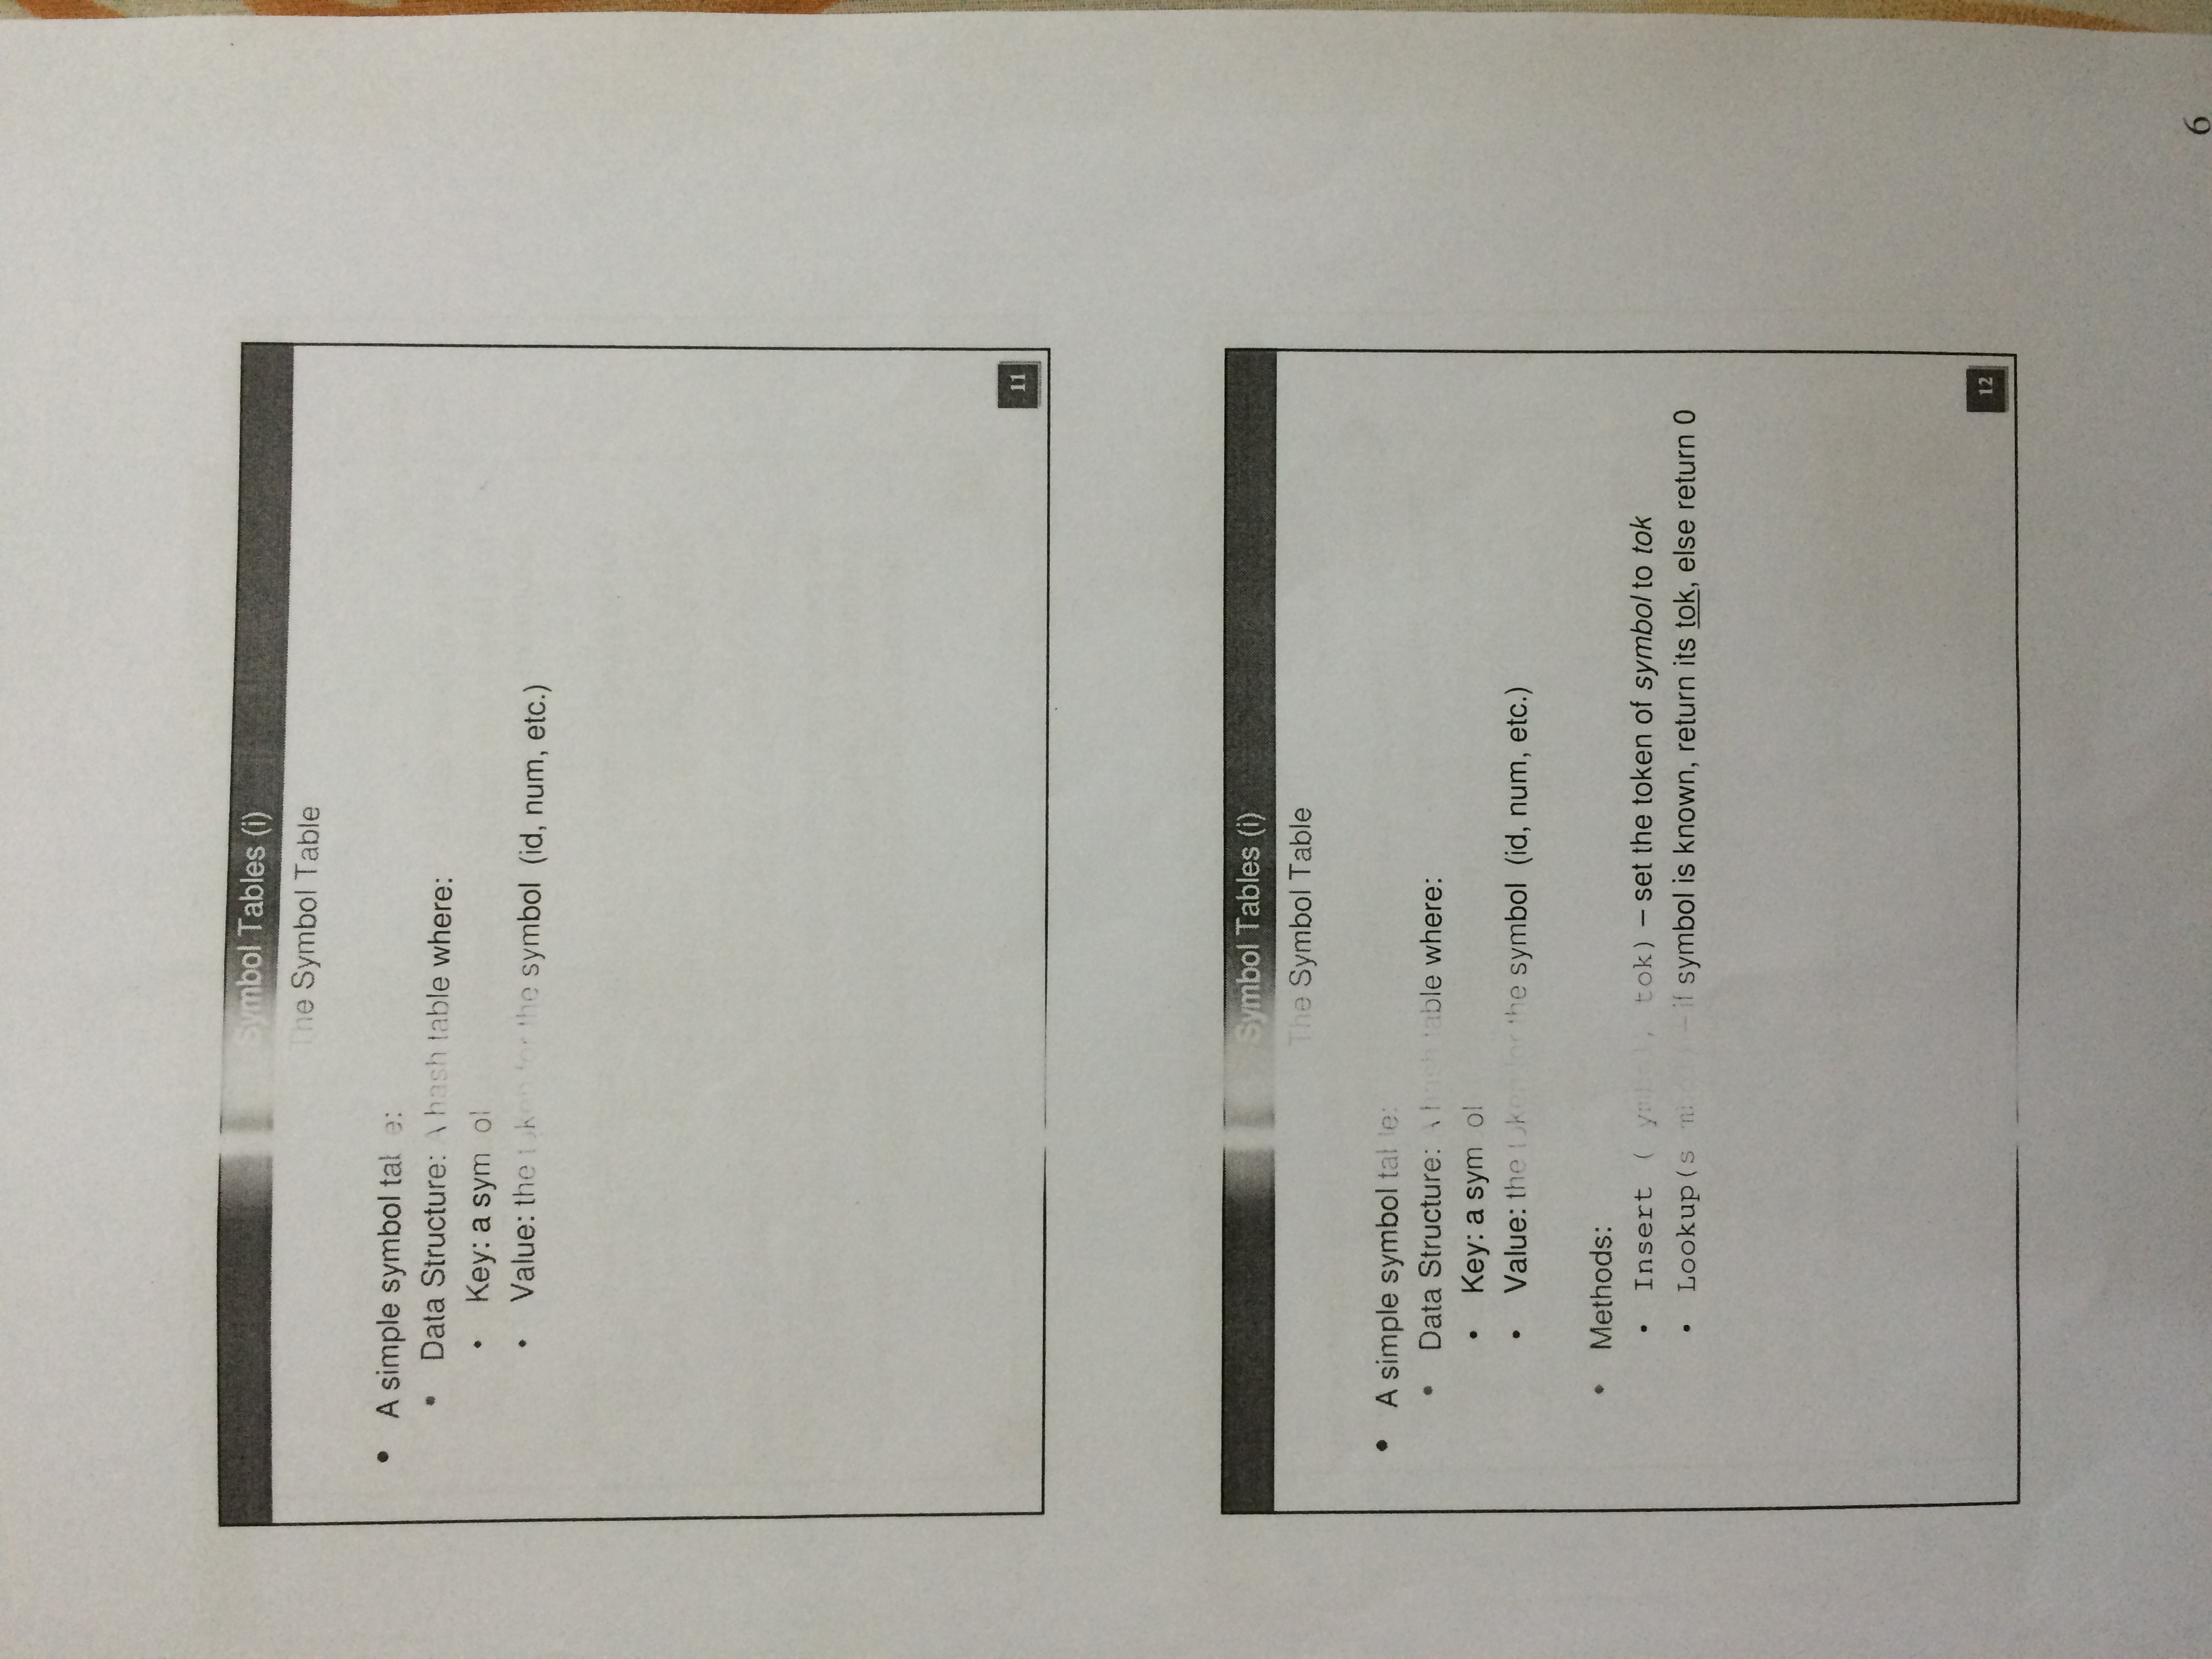 Symbol Tables (i)
The Symbol Table
• A simple symbol table:
• Data Structure: A hash table where:
• Key: a symbol
• Value: the token for the symbol (id, num, etc.)
11
Symbol Tables (i)
The Symbol Table
• A simple symbol table:
• Data Structure: A hash table where:
• Key: a symbol
• Value: the token for the symbol (id, num, etc.)
• Methods:
• Insert (symbol, tok) – set the token of symbol to tok
• Lookup(symbol) – if symbol is known, return its tok, else return 0
12
6